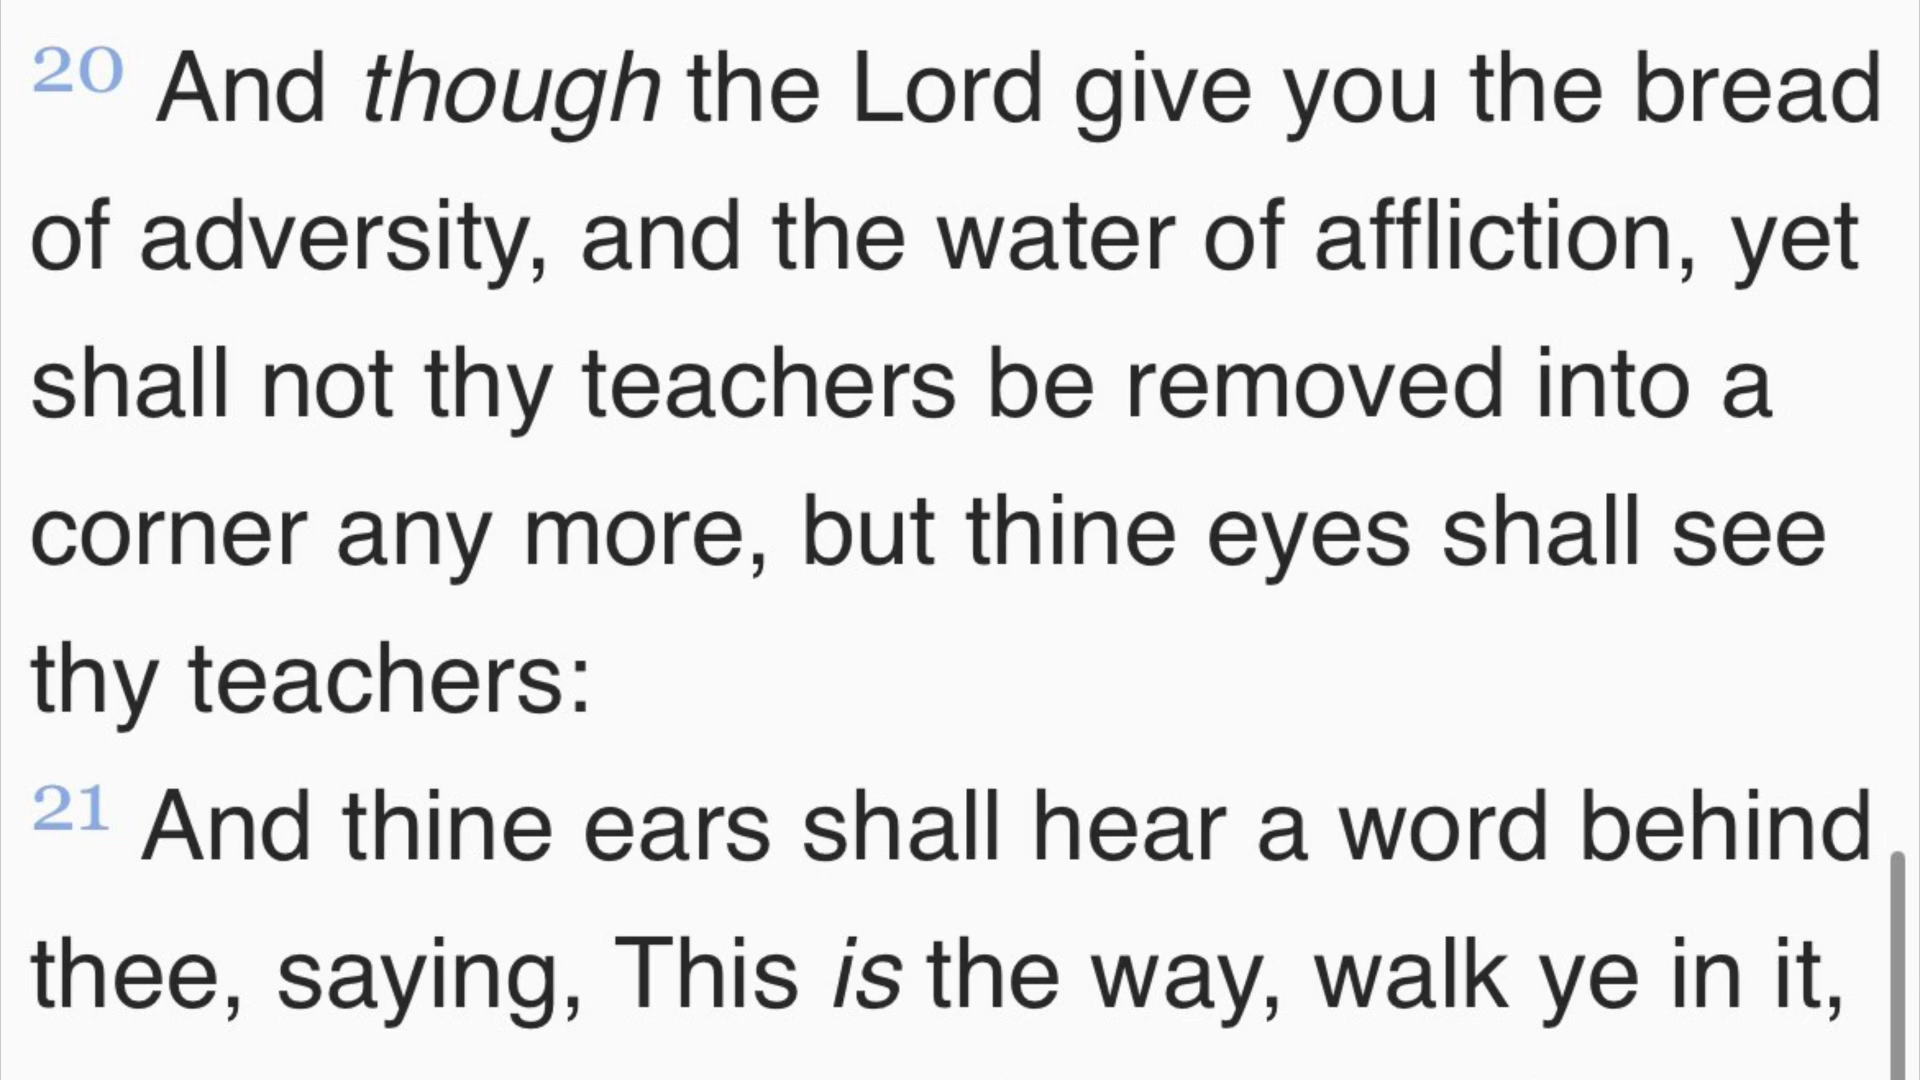 20 And though the Lord give you the bread
of adversity, and the water of affliction, yet
shall not thy teachers be removed into a
corner any more, but thine eyes shall see
thy teachers:
21 And thine ears shall hear a word behind
thee, saying, This is the way, walk ye in it,